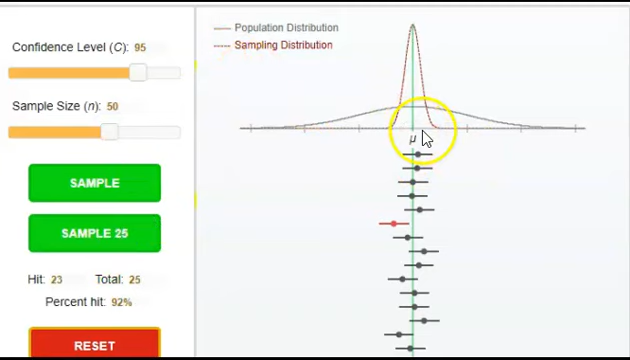 Confidence Level (C): 95
Population Distribution
Sampling Distribution
Sample Size (n): 50
μ
SAMPLE
SAMPLE 25
Hit: 23 Total: 25
Percent hit: 92%
RESET